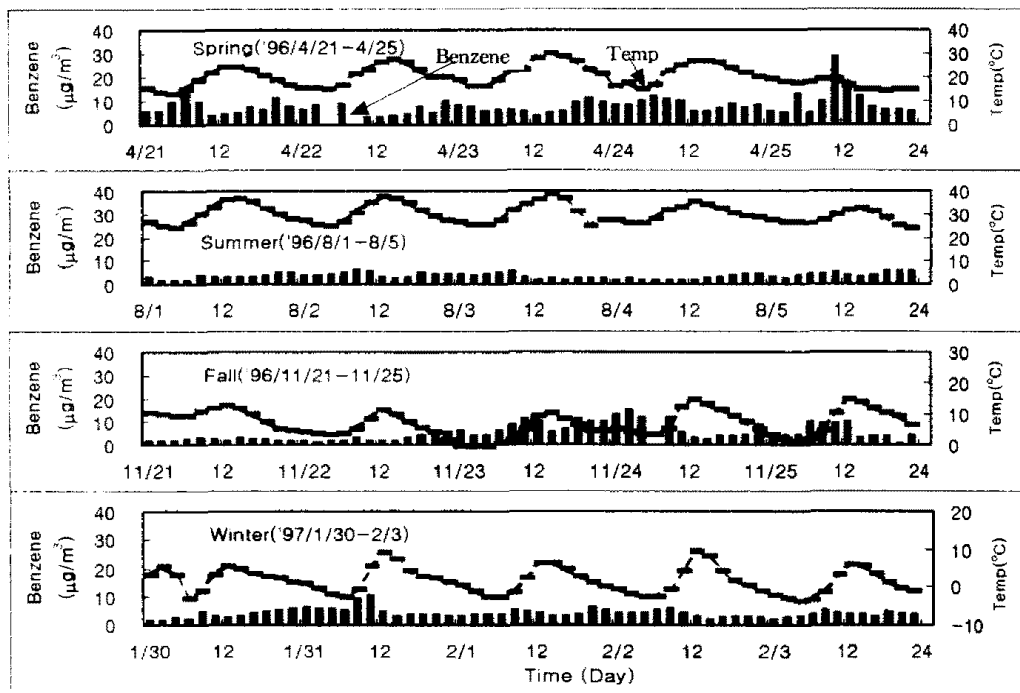 Spring('96/4/21-4/25)
Benzene
Temp
Benzene
(μg/m³)
40
30
20
10
0
40
30
20
10
0
Temp(°C)
4/21 12 4/22 12 4/23 12 4/24 12 4/25 12 24
Summer('96/8/1-8/5)
Benzene
(μg/m³)
40
30
20
10
0
40
30
20
10
0
Temp(°C)
8/1 12 8/2 12 8/3 12 8/4 12 8/5 12 24
Fall('96/11/21-11/25)
Benzene
(μg/m³)
40
30
20
10
0
30
20
10
0
Temp(°C)
11/21 12 11/22 12 11/23 12 11/24 12 11/25 12 24
Winter('97/1/30-2/3)
Benzene
(μg/m³)
40
30
20
10
0
20
10
0
-10
Temp(°C)
1/30 12 1/31 12 2/1 12 2/2 12 2/3 12 24
Time (Day)